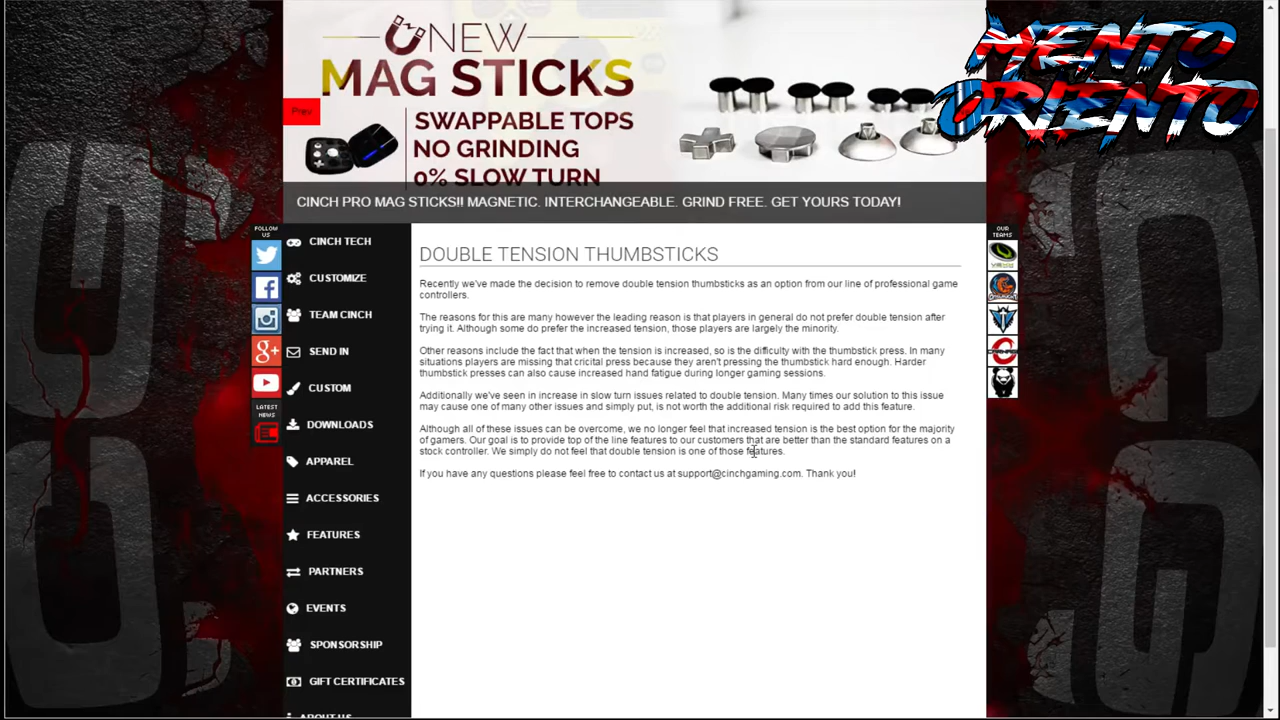 NEW
MAG STICKS
Prev
SWAPPABLE TOPS
NO GRINDING
0% SLOW TURN
MENTO
ORIENTO
CINCH PRO MAG STICKS!! MAGNETIC. INTERCHANGEABLE. GRIND FREE. GET YOURS TODAY!
FOLLOW
US
OUR
TEAMS
CINCH TECH
CUSTOMIZE
TEAM CINCH
SEND IN
CUSTOM
DOWNLOADS
APPAREL
ACCESSORIES
FEATURES
PARTNERS
EVENTS
SPONSORSHIP
GIFT CERTIFICATES
ABOUT US
LATEST
NEWS
DOUBLE TENSION THUMBSTICKS
Recently we've made the decision to remove double tension thumbsticks as an option from our line of professional game
controllers.
The reasons for this are many however the leading reason is that players in general do not prefer double tension after
trying it. Although some do prefer the increased tension, those players are largely the minority.
Other reasons include the fact that when the tension is increased, so is the difficulty with the thumbstick press. In many
situations players are missing that cricital press because they aren't pressing the thumbstick hard enough. Harder
thumbstick presses can also cause increased hand fatigue during longer gaming sessions.
Additionally we've seen in increase in slow turn issues related to double tension. Many times our solution to this issue
may cause one of many other issues and simply put, is not worth the additional risk required to add this feature.
Although all of these issues can be overcome, we no longer feel that increased tension is the best option for the majority
of gamers. Our goal is to provide top of the line features to our customers that are better than the standard features on a
stock controller. We simply do not feel that double tension is one of those features.
If you have any questions please feel free to contact us at support@cinchgaming.com. Thank you!